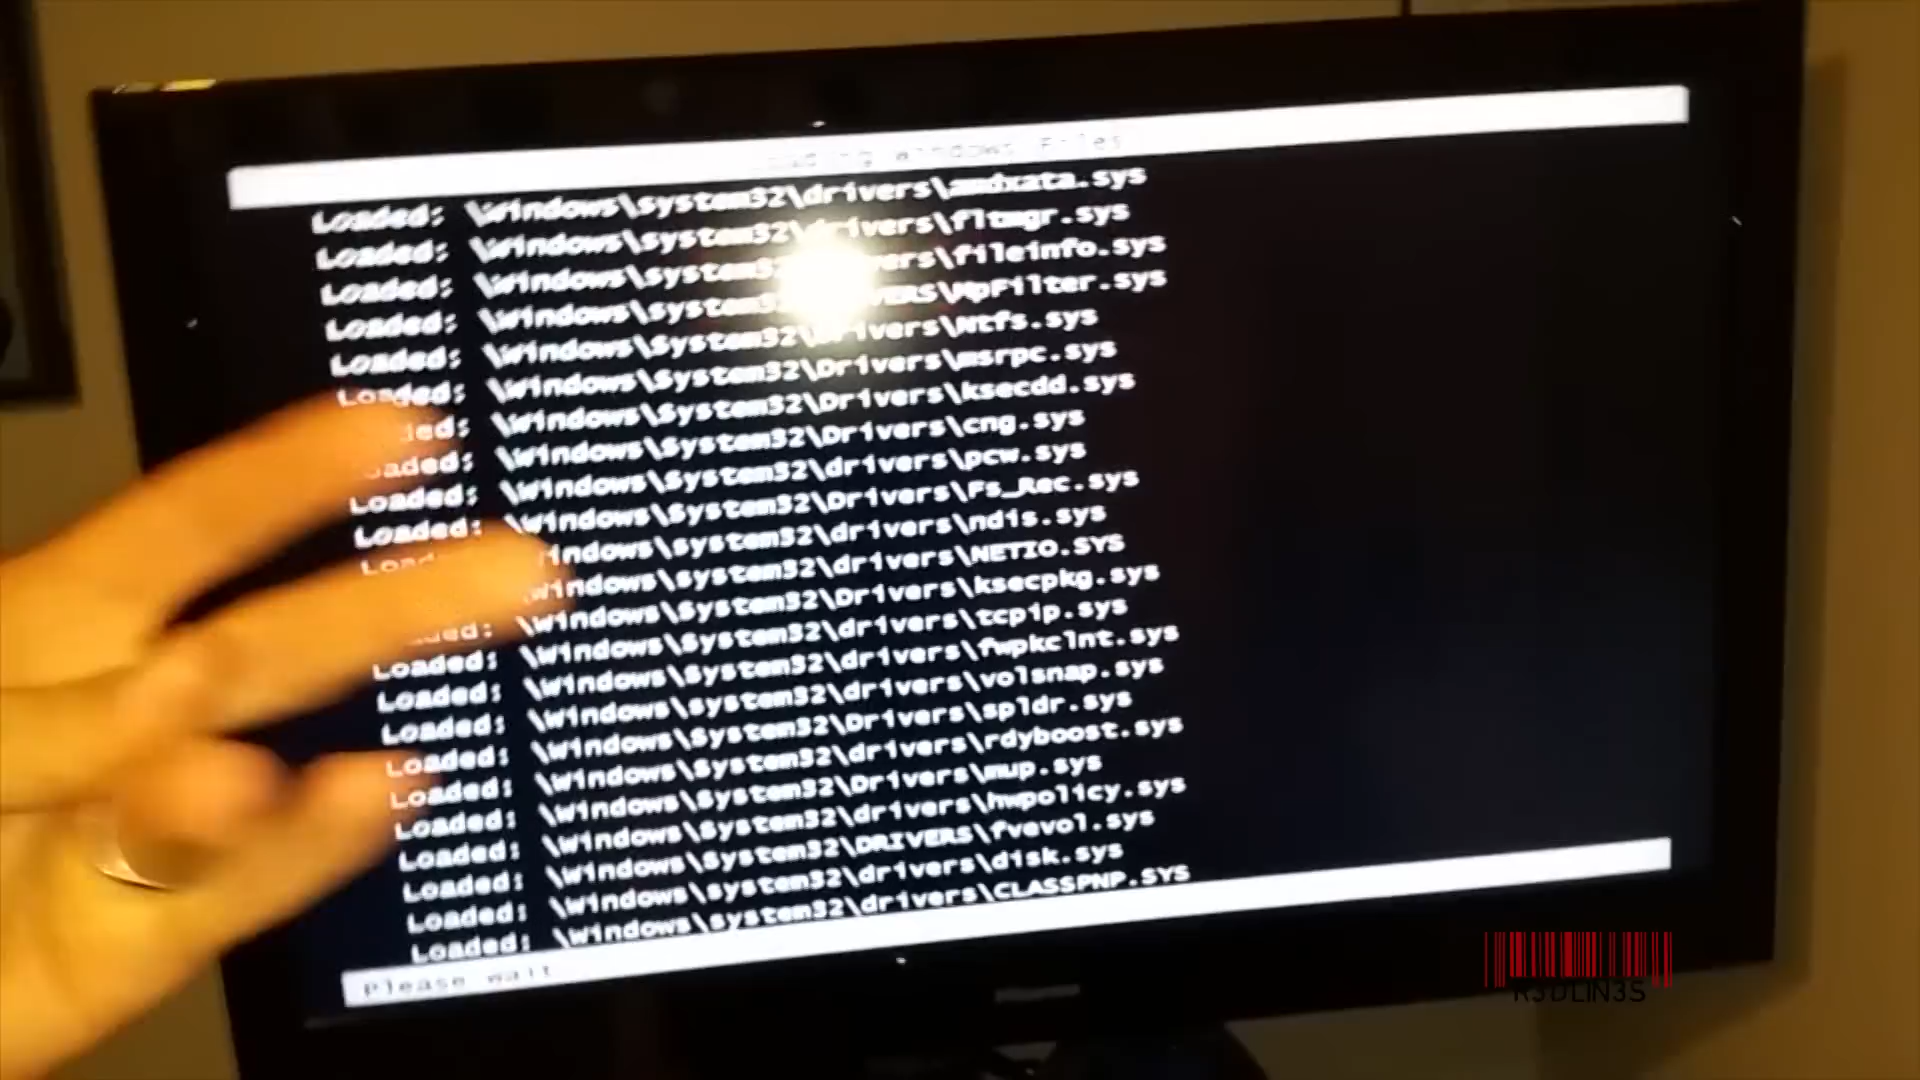 Loading Windows Files
Loaded: \Windows\system32\drivers\amdxata.sys
Loaded: \Windows\system32\drivers\fltmgr.sys
Loaded: \Windows\system32\drivers\fileinfo.sys
Loaded: \Windows\system32\DRIVERS\MpFilter.sys
Loaded: \Windows\System32\Drivers\Ntfs.sys
Loaded: \Windows\System32\Drivers\msrpc.sys
Loaded: \Windows\System32\Drivers\ksecdd.sys
Loaded: \Windows\System32\Drivers\cng.sys
Loaded: \Windows\System32\drivers\pcw.sys
Loaded: \Windows\System32\Drivers\Fs_Rec.sys
Loaded: \Windows\system32\drivers\ndis.sys
\Windows\system32\drivers\NETIO.SYS
Loaded: \Windows\System32\Drivers\ksecpkg.sys
Loaded: \Windows\System32\drivers\tcpip.sys
Loaded: \Windows\System32\drivers\fwpkclnt.sys
Loaded: \Windows\system32\drivers\volsnap.sys
Loaded: \Windows\System32\Drivers\spldr.sys
Loaded: \Windows\System32\drivers\rdyboost.sys
Loaded: \Windows\System32\Drivers\mup.sys
Loaded: \Windows\System32\drivers\hwpolicy.sys
Loaded: \Windows\System32\DRIVERS\fvevol.sys
Loaded: \Windows\system32\drivers\disk.sys
Loaded: \Windows\system32\drivers\CLASSPNP.SYS
Please wait
R3DLIN3S